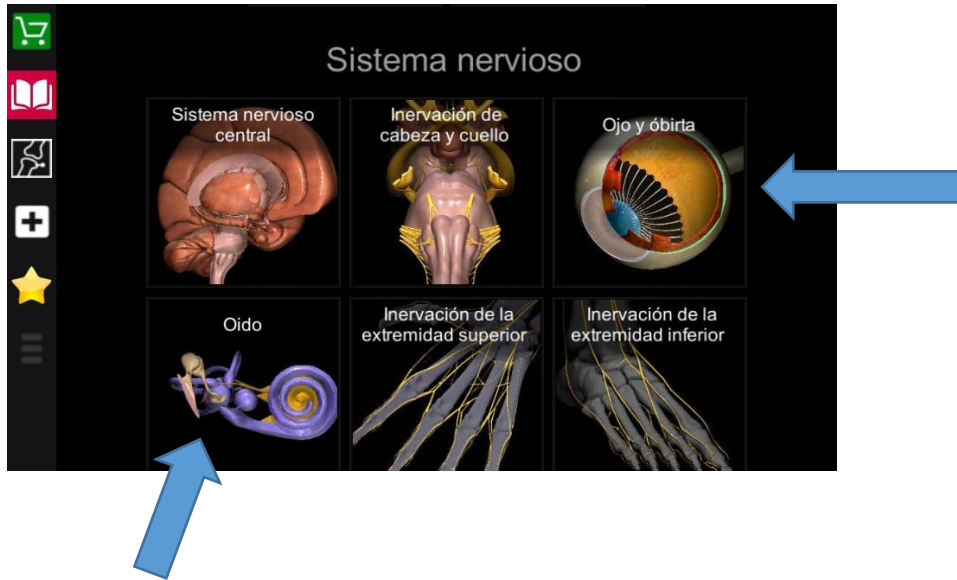 Sistema nervioso
Sistema nervioso
central
Inervación de
cabeza y cuello
Ojo y óbirta
Oido
Inervación de la
extremidad superior
Inervación de la
extremidad inferior